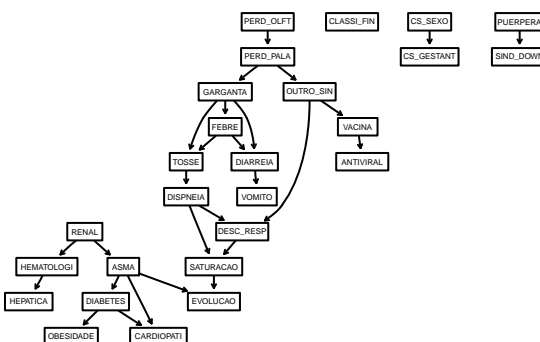 PERD_OLFT CLASSI_FIN CS_SEXO PUERPERA
PERD_PALA CS_GESTANT SIND_DOWN
GARGANTA OUTRO_SIN
FEBRE VACINA
TOSSE DIARREIA ANTIVIRAL
DISPNEIA VOMITO
RENAL DESC_RESP
HEMATOLOGI ASMA SATURACAO
HEPATICA DIABETES EVOLUCAO
OBESIDADE CARDIOPATI